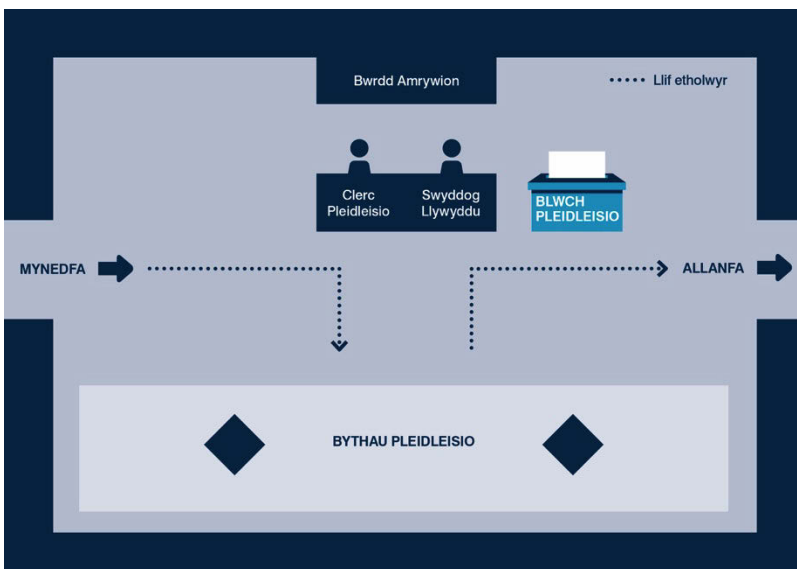 Bwrdd Amrywion
Llif etholwyr
Clerc
Pleidleisio
Swyddog
Llywyddu
BLWCH
PLEIDLEISIO
MYNEDFA
ALLANFA
BYTHAU PLEIDLEISIO